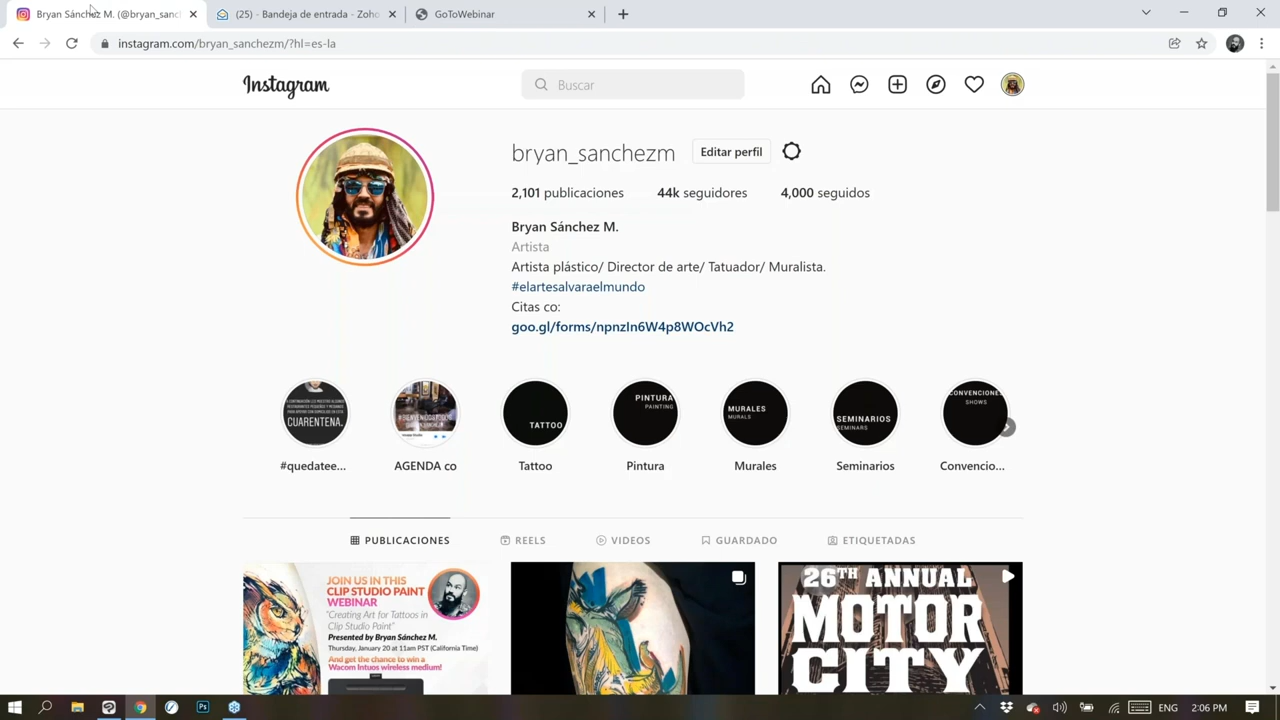 Bryan Sánchez M. (@bryan_sanc
(25) - Bandeja de entrada - Zoho
GoToWebinar
instagram.com/bryan_sanchezm/?hl=es-la
Instagram
Buscar
bryan_sanchezm
Editar perfil
2,101 publicaciones
44k seguidores
4,000 seguidos
Bryan Sánchez M.
Artista
Artista plástico/ Director de arte/ Tatuador/ Muralista.
#elartesalvaraelmundo
Citas co:
goo.gl/forms/npnzIn6W4p8WOcVh2
CUARENTENA.
TATTOO
PINTURA
PAINTING
MURALES
MURALS
SEMINARIOS
SEMINARS
CONVENCIONE
SHOWS
#quedatee...
AGENDA co
Tattoo
Pintura
Murales
Seminarios
Convencio...
PUBLICACIONES
REELS
VIDEOS
GUARDADO
ETIQUETADAS
JOIN US IN THIS
CLIP STUDIO PAINT
WEBINAR
"Creating Art for Tattoos in
Clip Studio Paint"
Presented by Bryan Sánchez M.
Thursday, January 20 at 11am PST (California Time)
And get the chance to win a
Wacom Intuos wireless medium!
26TH ANNUAL
MOTOR
CITY
Ps
ENG
2:06 PM